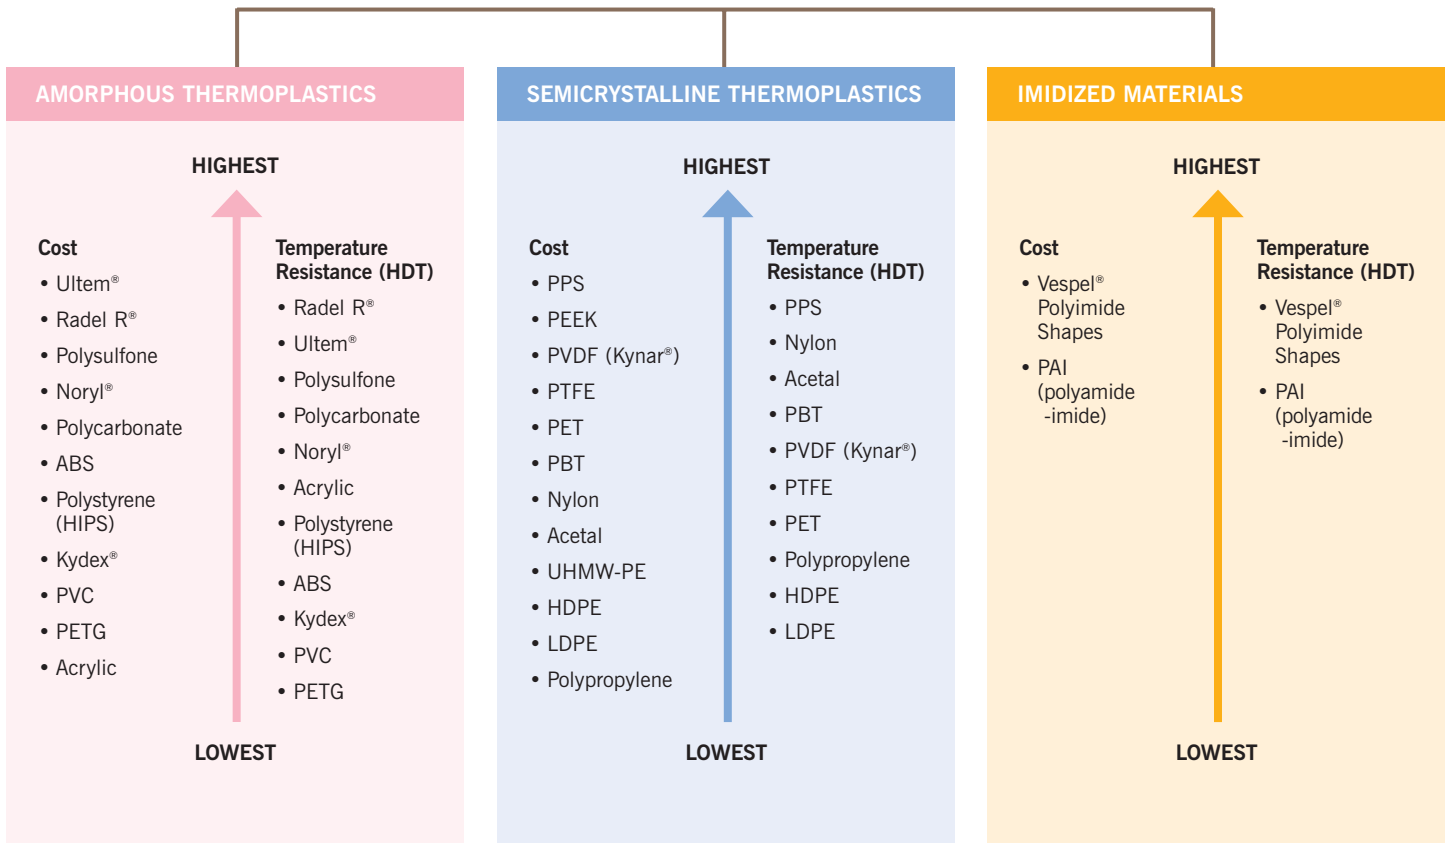 AMORPHOUS THERMOPLASTICS
HIGHEST
Cost
• Ultem®
• Radel R®
• Polysulfone
• Noryl®
• Polycarbonate
• ABS
• Polystyrene
(HIPS)
• Kydex®
• PVC
• PETG
• Acrylic
Temperature
Resistance (HDT)
• Radel R®
• Ultem®
• Polysulfone
• Polycarbonate
• Noryl®
• Acrylic
• Polystyrene
(HIPS)
• ABS
• Kydex®
• PVC
• PETG
LOWEST
SEMICRYSTALLINE THERMOPLASTICS
HIGHEST
Cost
• PPS
• PEEK
• PVDF (Kynar®)
• PTFE
• PET
• PBT
• Nylon
• Acetal
• UHMW-PE
• HDPE
• LDPE
• Polypropylene
Temperature
Resistance (HDT)
• PPS
• Nylon
• Acetal
• PBT
• PVDF (Kynar®)
• PTFE
• PET
• Polypropylene
• HDPE
• LDPE
LOWEST
IMIDIZED MATERIALS
HIGHEST
Cost
• Vespel®
Polyimide
Shapes
• PAI
(polyamide
-imide)
Temperature
Resistance (HDT)
• Vespel®
Polyimide
Shapes
• PAI
(polyamide
-imide)
LOWEST